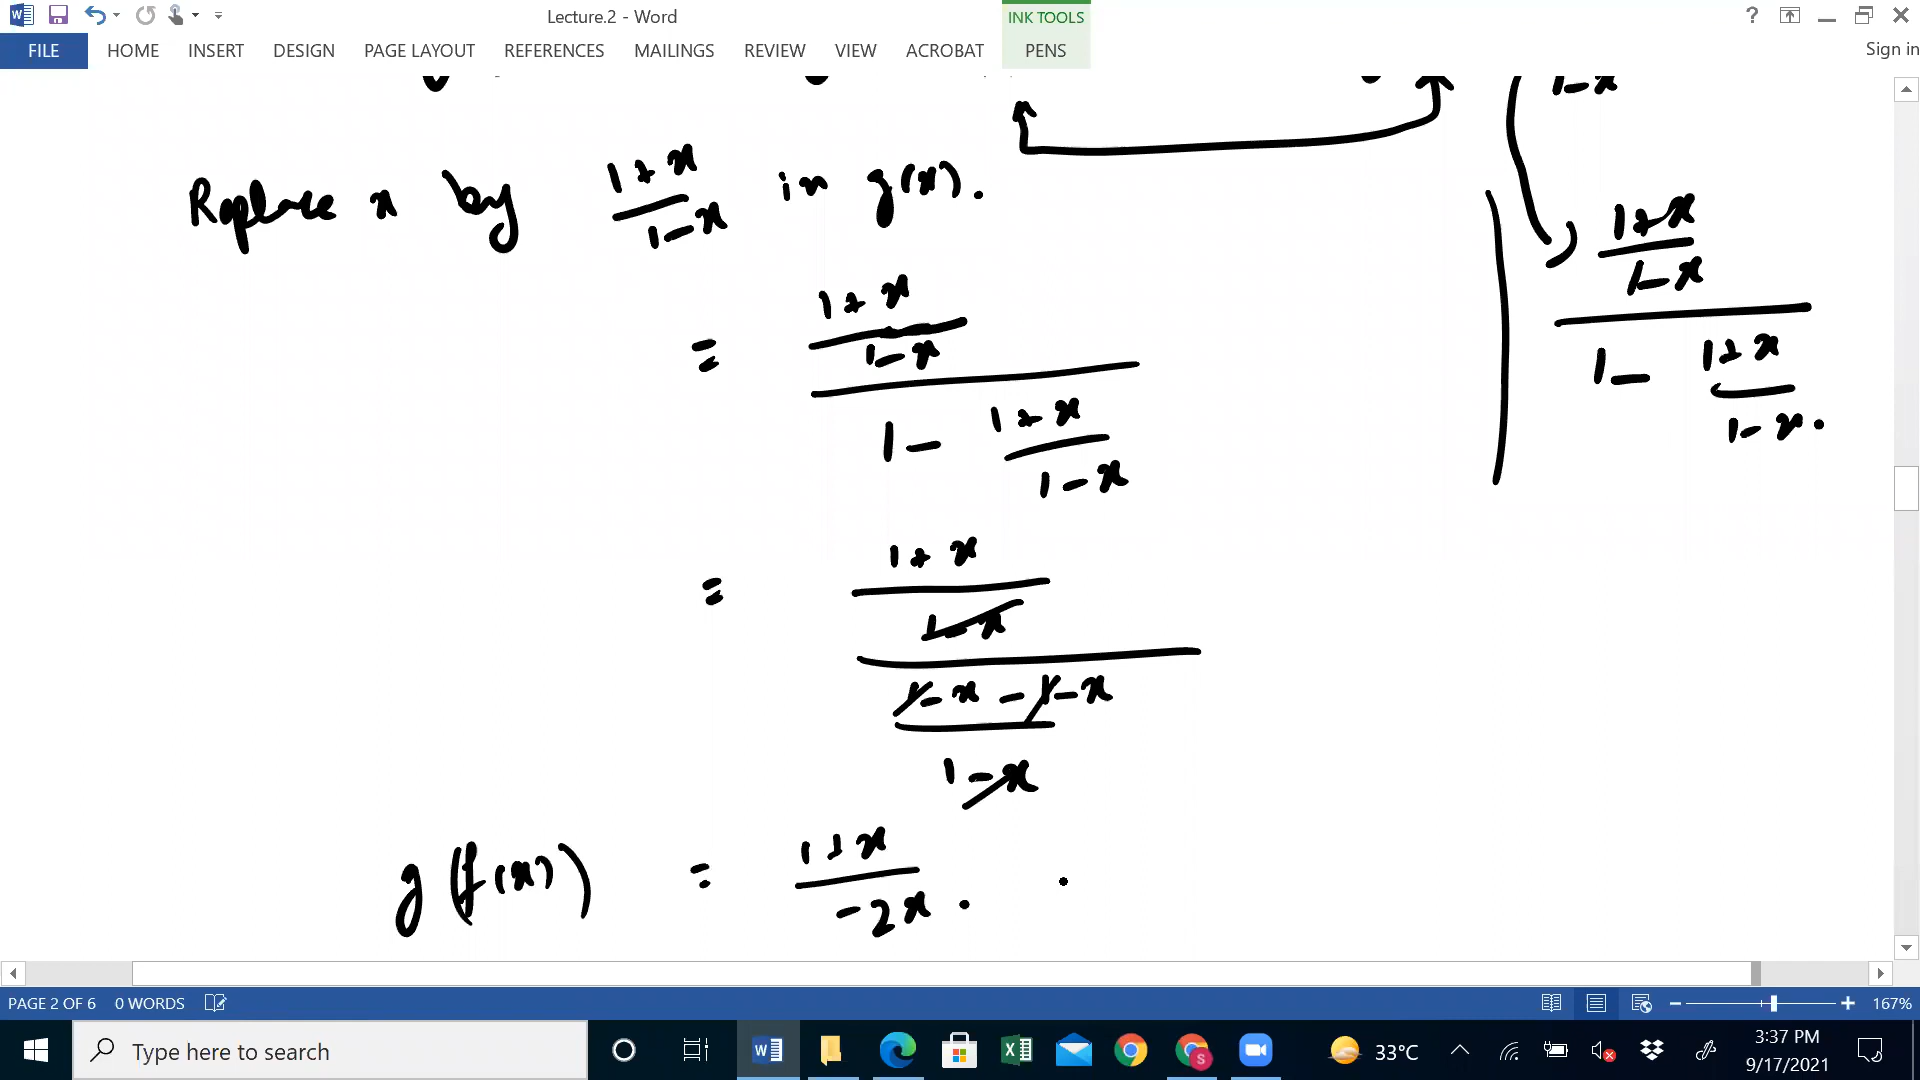 Lecture.2 - Word
INK TOOLS
?
FILE HOME INSERT DESIGN PAGE LAYOUT REFERENCES MAILINGS REVIEW VIEW ACROBAT PENS
Sign in
1-x
Replace x by 1+x/1-x in g(x).
1+x
1-x
1 - 1+x
1-x.
= 1+x
1-x
1 - 1+x
1-x
= 1+x
1-x
1-x-1-x
1-x
g(f(x)) = 1+x
-2x.
PAGE 2 OF 6 0 WORDS
167%
Type here to search
33°C
3:37 PM
9/17/2021